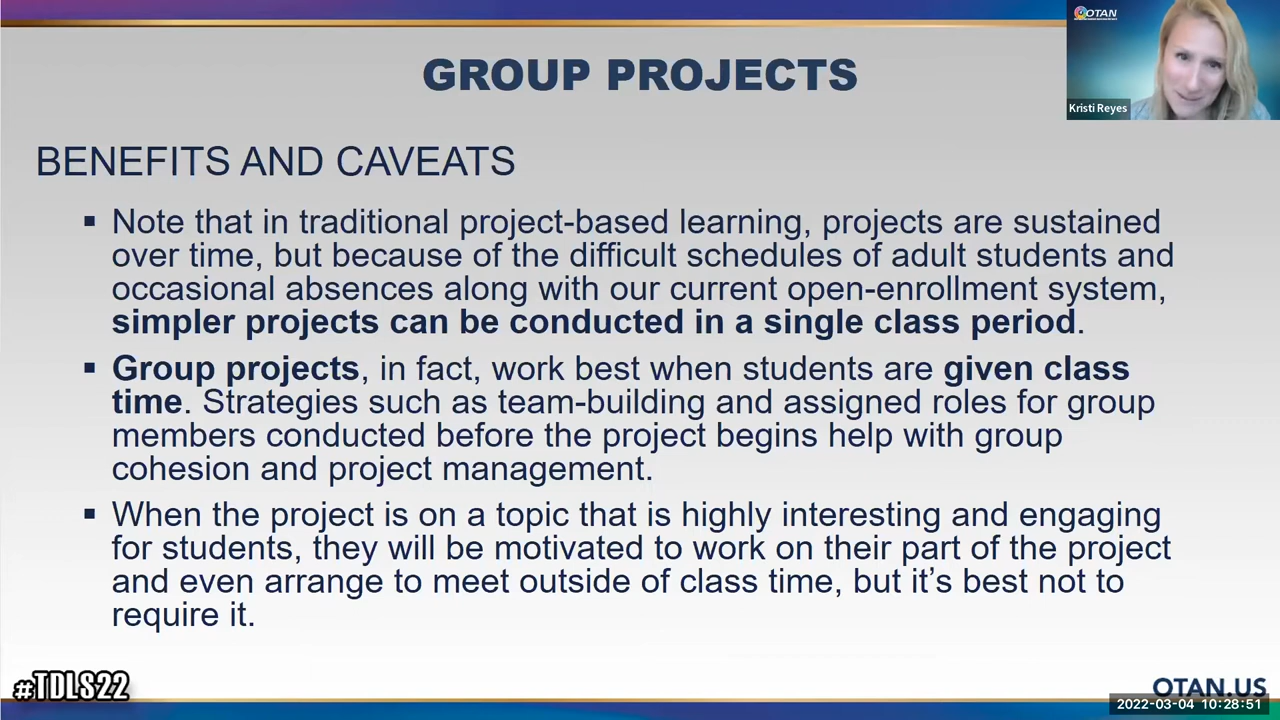 OTAN
Kristi Reyes
GROUP PROJECTS
BENEFITS AND CAVEATS
▪ Note that in traditional project-based learning, projects are sustained
over time, but because of the difficult schedules of adult students and
occasional absences along with our current open-enrollment system,
simpler projects can be conducted in a single class period.
▪ Group projects, in fact, work best when students are given class
time. Strategies such as team-building and assigned roles for group
members conducted before the project begins help with group
cohesion and project management.
▪ When the project is on a topic that is highly interesting and engaging
for students, they will be motivated to work on their part of the project
and even arrange to meet outside of class time, but it’s best not to
require it.
#TDLS22
OTAN.US
2022-03-04 10:28:51